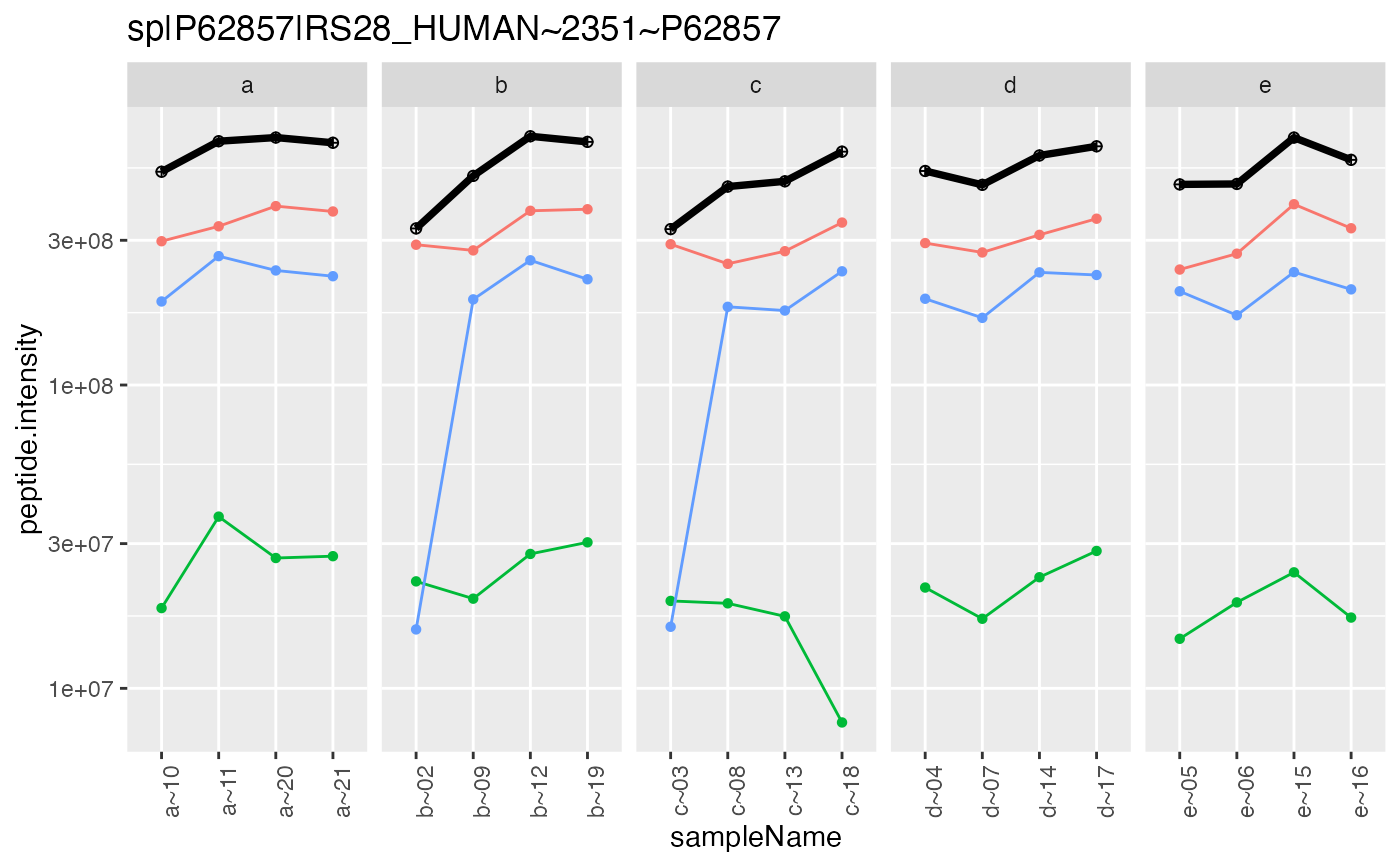 sp|P62857|RS28_HUMAN~2351~P62857
a b c d e
peptide.intensity
3e+08
1e+08
3e+07
1e+07
a~10 a~11 a~20 a~21 b~02 b~09 b~12 b~19 c~03 c~08 c~13 c~18 d~04 d~07 d~14 d~17 e~05 e~06 e~15 e~16
sampleName